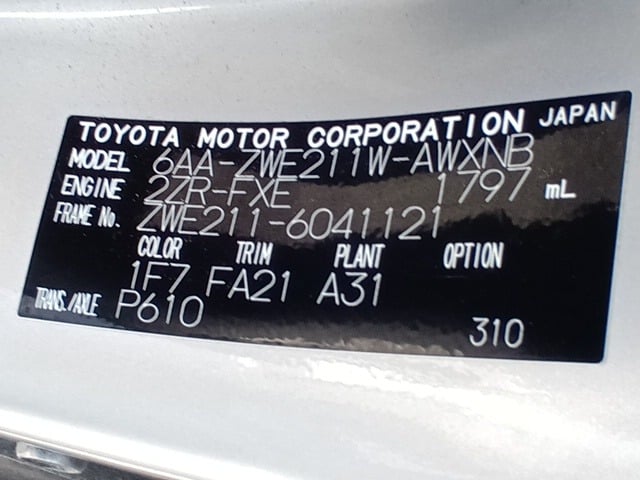 TOYOTA MOTOR CORPORATION JAPAN
MODEL 6AA-ZWE211W-AWXNB
ENGINE 2ZR-FXE 1797 mL
FRAME No. ZWE211-6041121
COLOR TRIM PLANT OPTION
1F7 FA21 A31
TRANS./AXLE P610
310